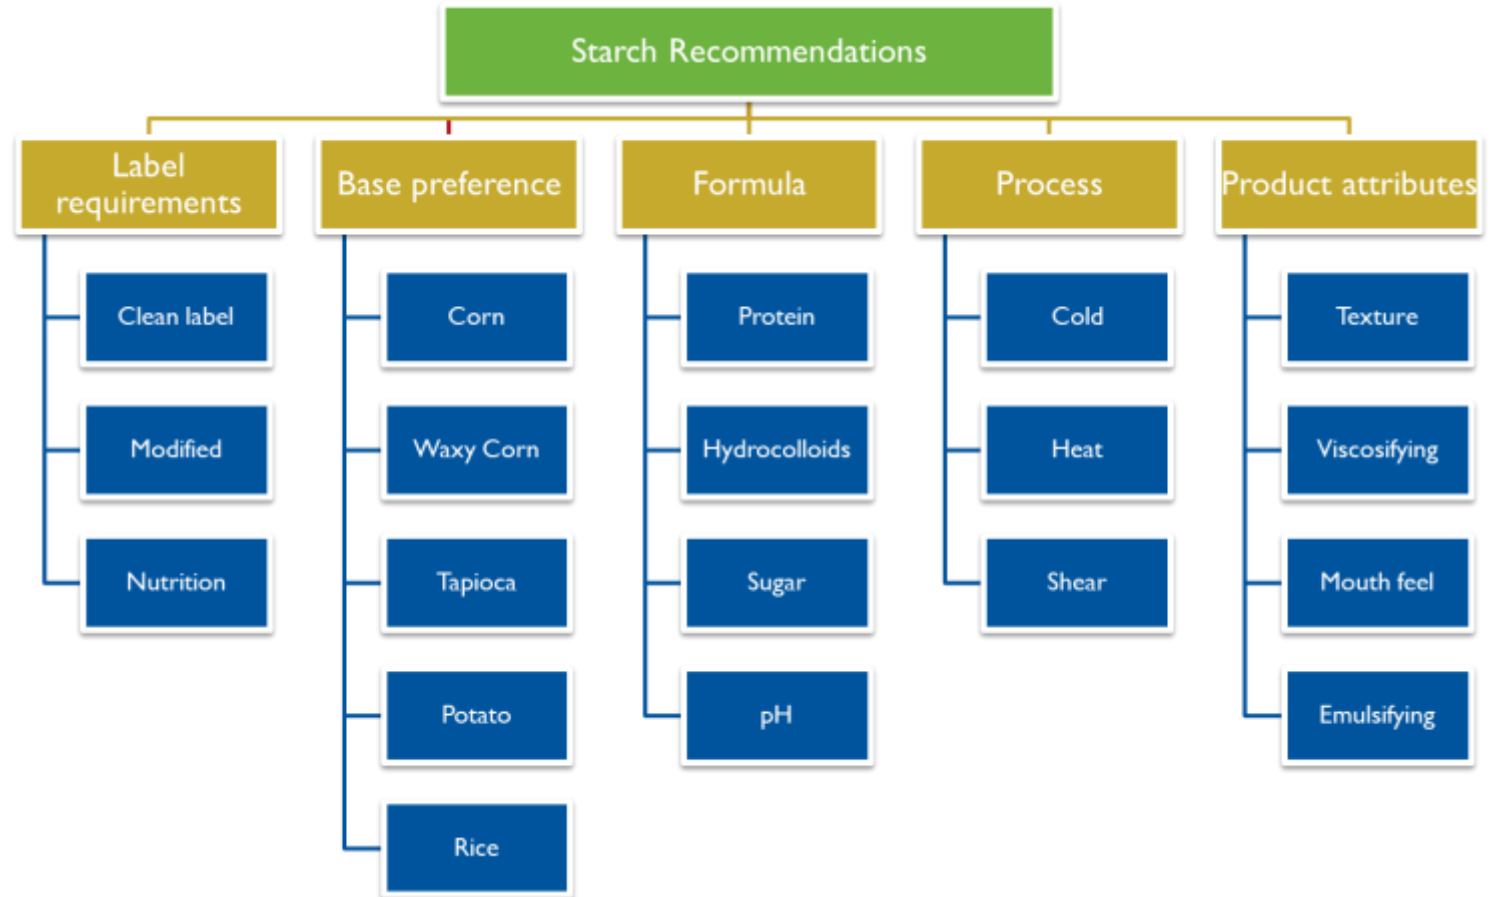 Starch Recommendations
Label
requirements
Clean label
Modified
Nutrition
Base preference
Corn
Waxy Corn
Tapioca
Potato
Rice
Formula
Protein
Hydrocolloids
Sugar
pH
Process
Cold
Heat
Shear
Product attributes
Texture
Viscosifying
Mouth feel
Emulsifying